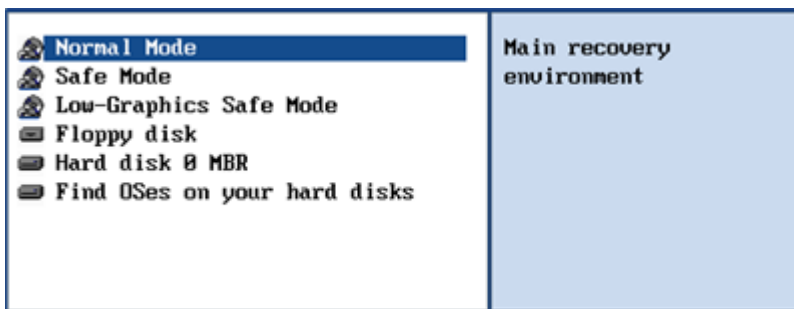 Normal Mode
Safe Mode
Low-Graphics Safe Mode
Floppy disk
Hard disk 0 MBR
Find OSes on your hard disks
Main recovery
environment